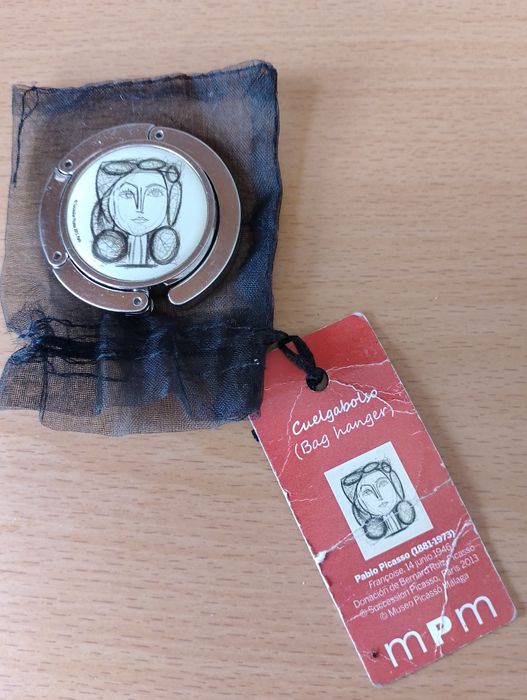 Cuelgabolso
(Bag hanger)
Pablo Picasso (1881-1973)
Françoise, 14 junio 1946
Donación de Bernard Ruiz-Picasso
© Succession Picasso, París 2013
© Museo Picasso Málaga
mPm